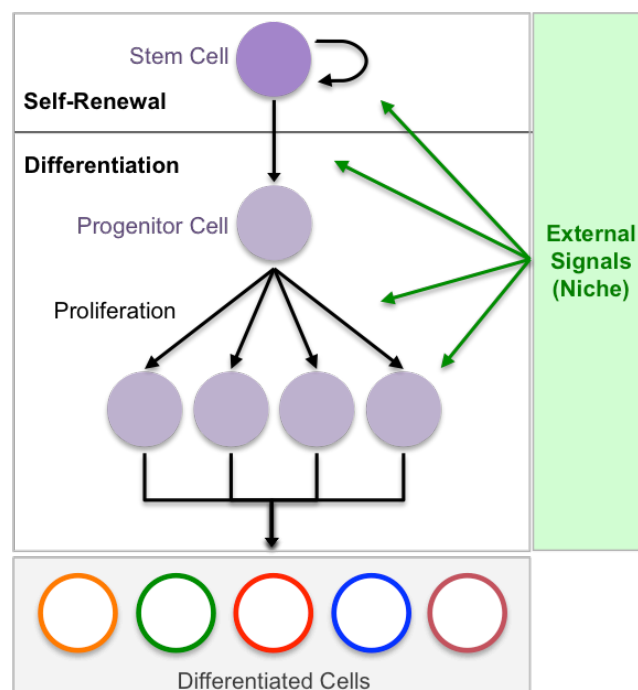 Stem Cell
Self-Renewal
Differentiation
Progenitor Cell
External
Signals
(Niche)
Proliferation
Differentiated Cells